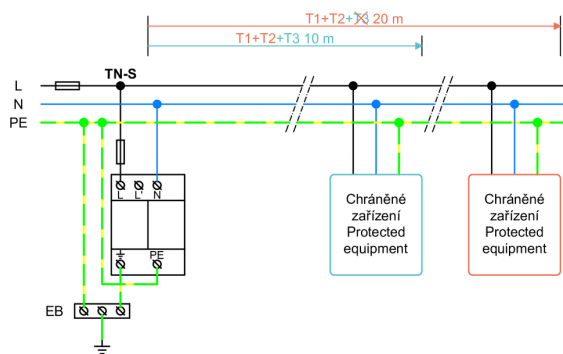 T1+T2+T3 20 m
T1+T2+T3 10 m
TN-S
L
N
PE
L L' N
PE
Chráněné
zařízení
Protected
equipment
Chráněné
zařízení
Protected
equipment
EB